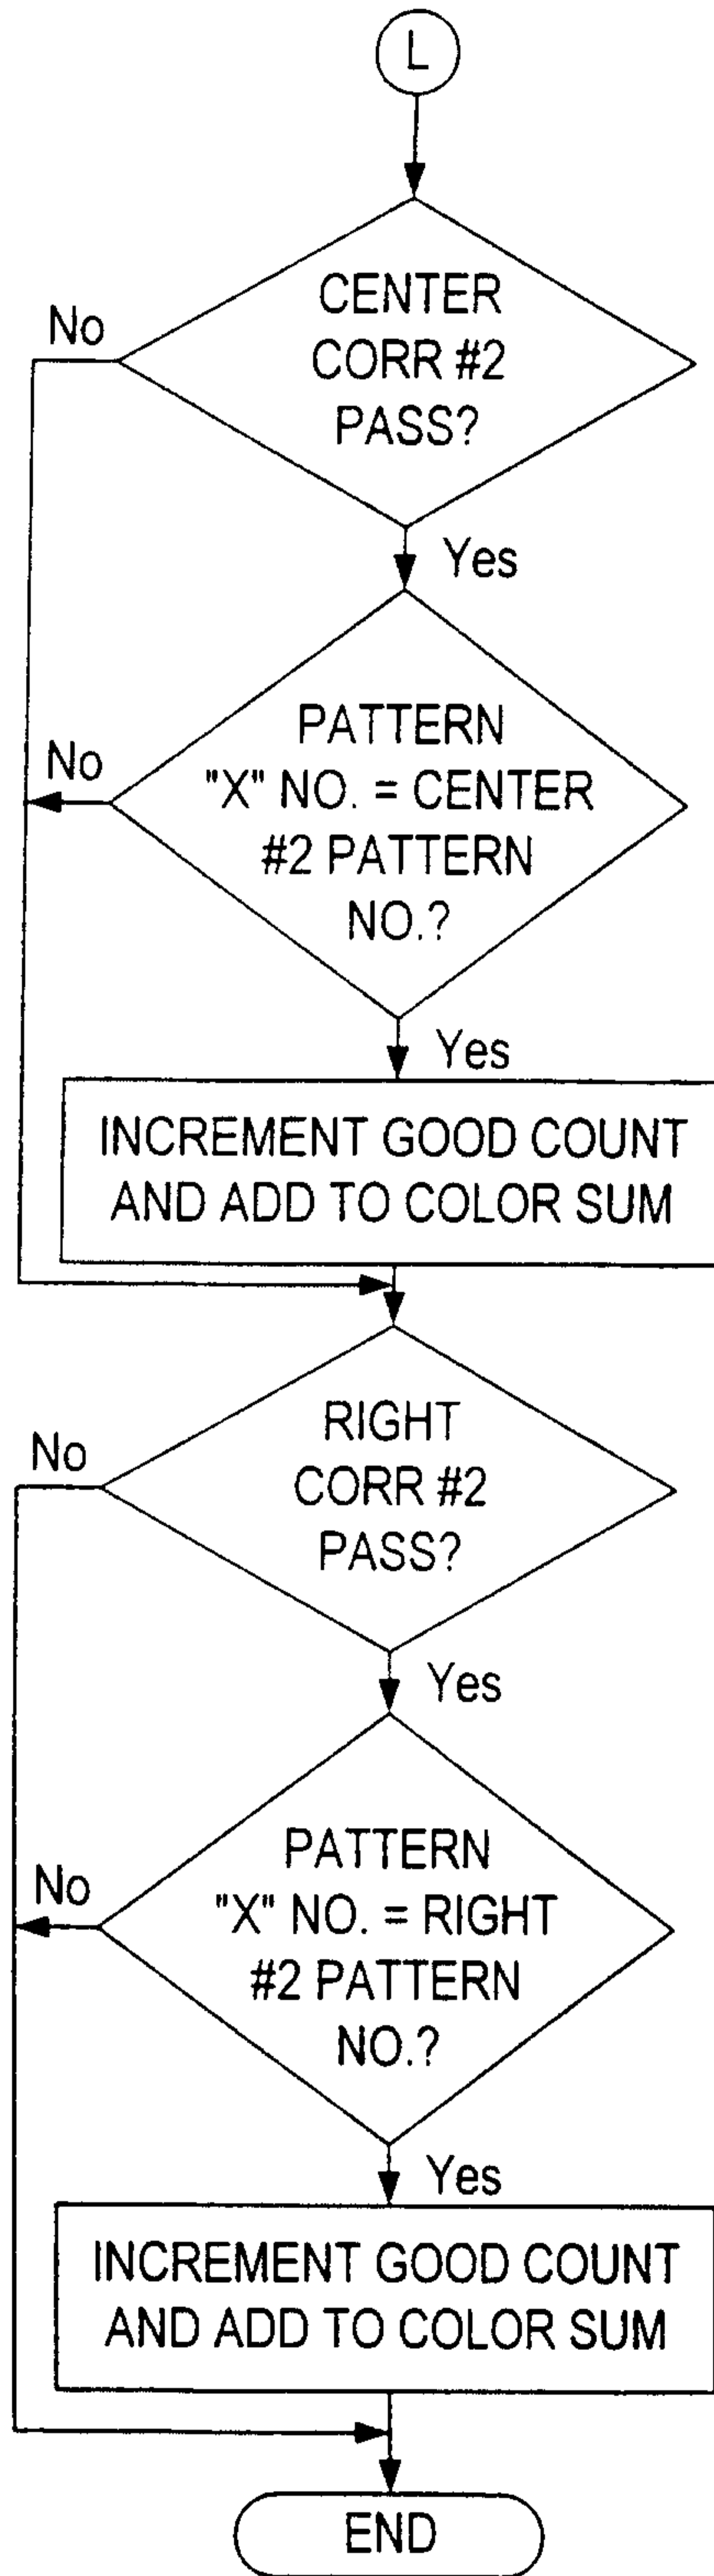 L
CENTER
CORR #2
PASS?
No
Yes
PATTERN
"X" NO. = CENTER
#2 PATTERN
NO.?
No
Yes
INCREMENT GOOD COUNT
AND ADD TO COLOR SUM
RIGHT
CORR #2
PASS?
No
Yes
PATTERN
"X" NO. = RIGHT
#2 PATTERN
NO.?
No
Yes
INCREMENT GOOD COUNT
AND ADD TO COLOR SUM
END